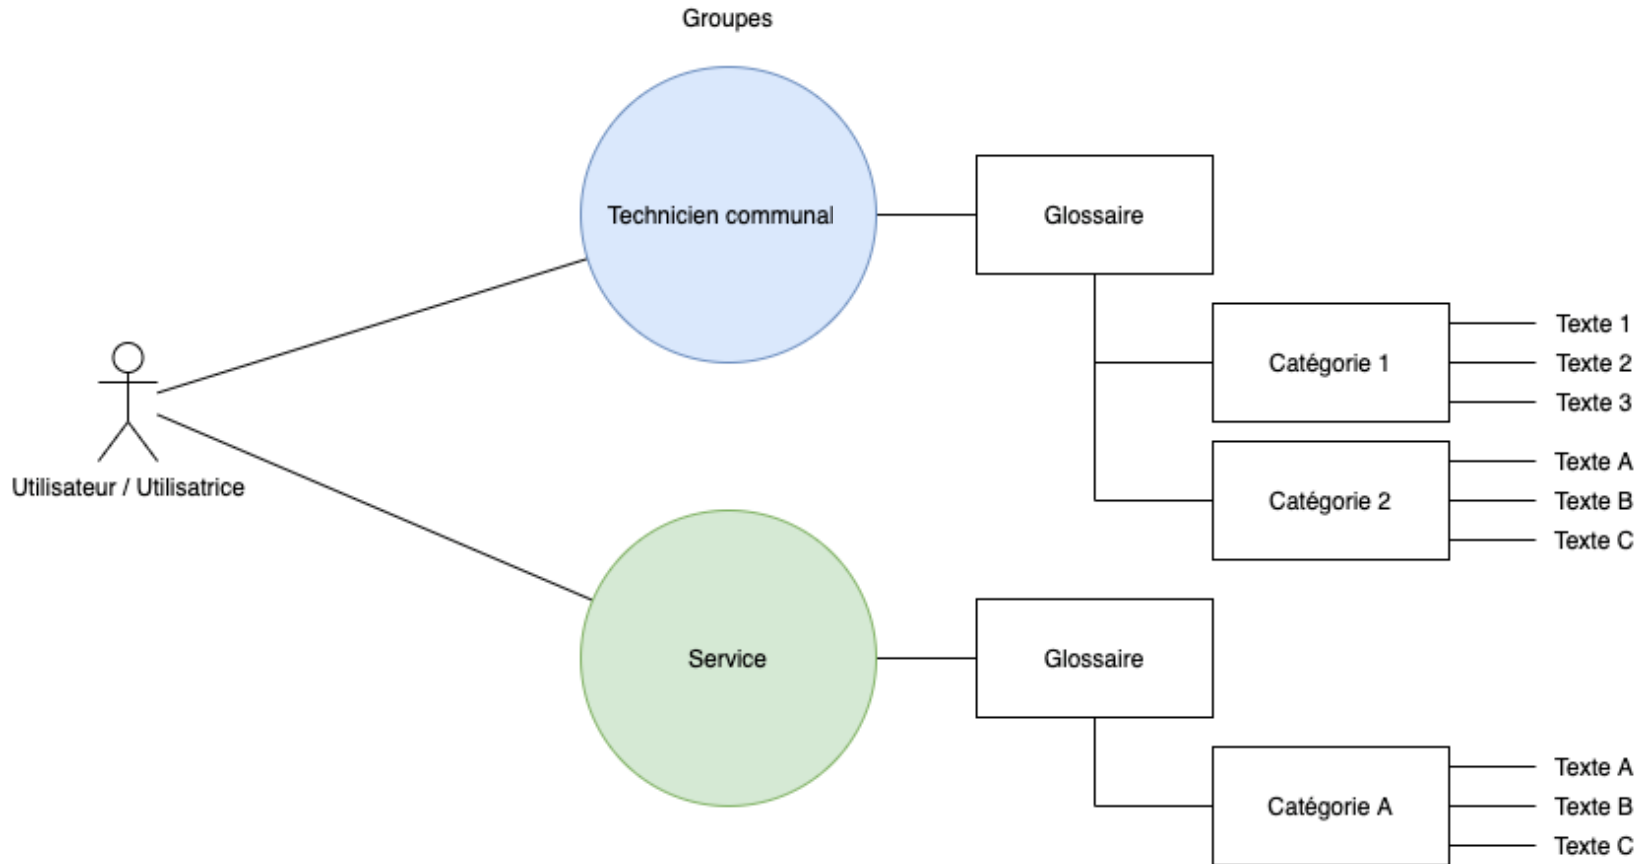 Groupes
Technicien communal
Glossaire
Catégorie 1
Texte 1
Texte 2
Texte 3
Catégorie 2
Texte A
Texte B
Texte C
Utilisateur / Utilisatrice
Service
Glossaire
Catégorie A
Texte A
Texte B
Texte C